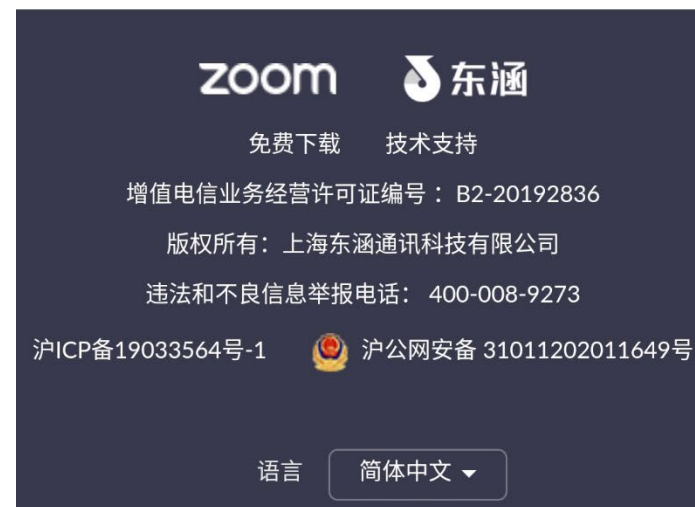 zoom 东涵
免费下载 技术支持
增值电信业务经营许可证编号：B2-20192836
版权所有：上海东涵通讯科技有限公司
违法和不良信息举报电话： 400-008-9273
沪ICP备19033564号-1 沪公网安备 31011202011649号
语言 简体中文